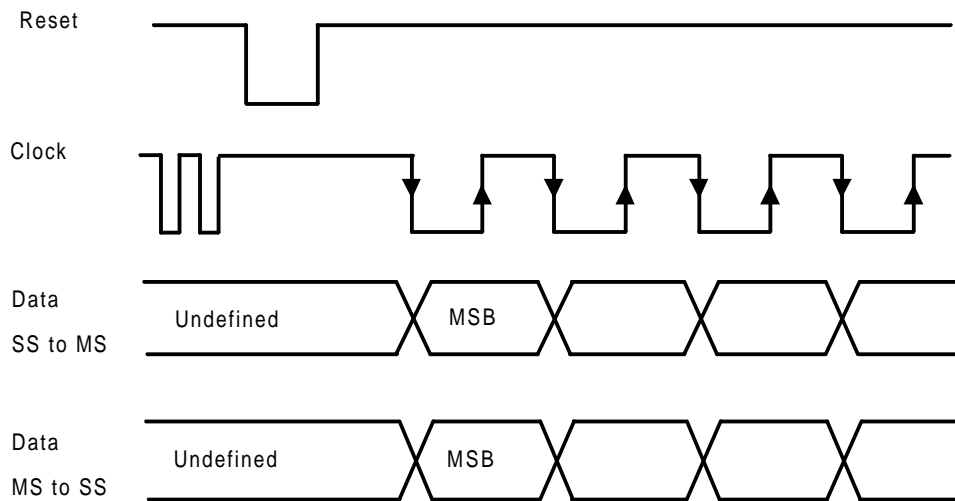 Reset
Clock
Data
SS to MS
Undefined
MSB
Data
MS to SS
Undefined
MSB